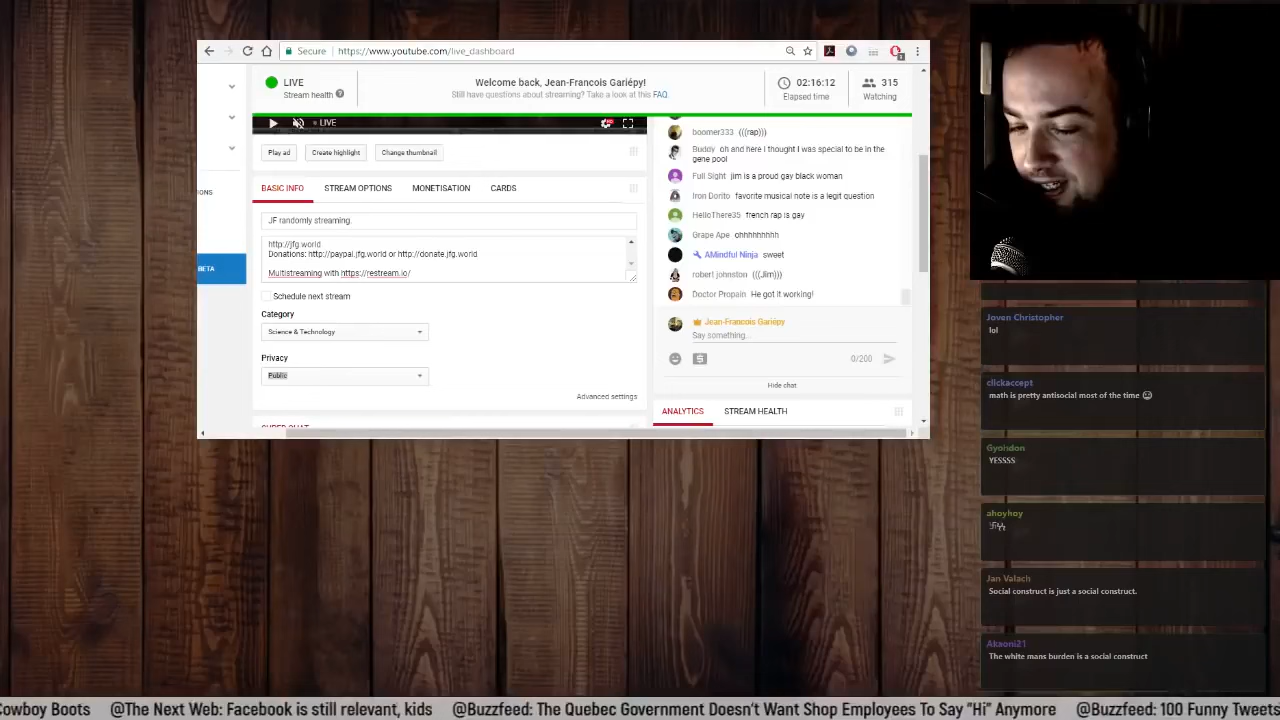 Secure
https://www.youtube.com/live_dashboard
LIVE
Stream health
Welcome back, Jean-Francois Gariépy!
Still have questions about streaming? Take a look at this FAQ.
02:16:12
Elapsed time
315
Watching
LIVE
Play ad
Create highlight
Change thumbnail
BASIC INFO
STREAM OPTIONS
MONETISATION
CARDS
JF randomly streaming.
http://jfg.world
Donations: http://paypal.jfg.world or http://donate.jfg.world
Multistreaming with https://restream.io/
Schedule next stream
Category
Science & Technology
Privacy
Public
Advanced settings
IONS
BETA
boomer333 (((rap)))
Buddy oh and here I thought I was special to be in the
gene pool
Full Sight jim is a proud gay black woman
Iron Dorito favorite musical note is a legit question
HelloThere35 french rap is gay
Grape Ape ohhhhhhhhh
AMindful Ninja sweet
rober! johnston (((Jim)))
Doctor Propain He got it working!
Jean-Francois Gariépy
Say something...
0/200
Hide chat
ANALYTICS
STREAM HEALTH
Joven Christopher
lol
clickaccept
math is pretty antisocial most of the time
Gyoisdon
YESSSS
ahoyhoy
Jan Valach
Social construct is just a social construct.
Akaoni21
The white mans burden is a social construct
Cowboy Boots @The Next Web: Facebook is still relevant, kids @Buzzfeed: The Quebec Government Doesn't Want Shop Employees To Say "Hi" Anymore @Buzzfeed: 100 Funny Tweets